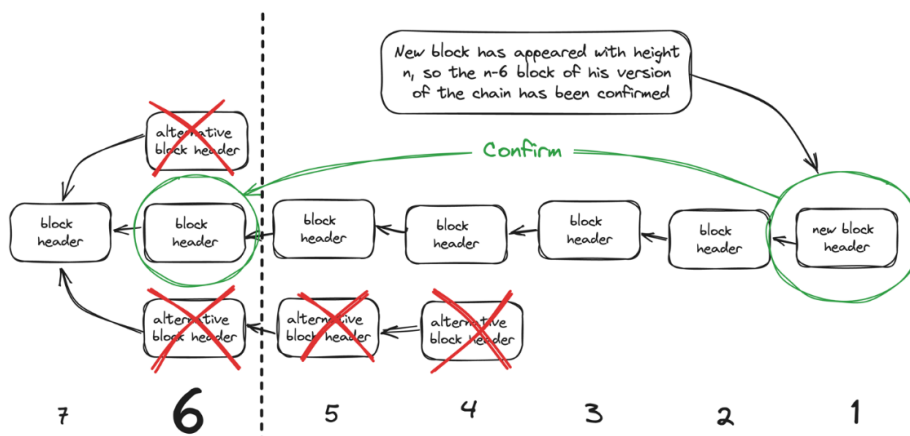 New block has appeared with height
n, so the n-6 block of his version
of the chain has been confirmed
alternative
block header
Confirm
block
header
block
header
block
header
block
header
block
header
block
header
new block
header
alternative
block header
alternative
block header
alternative
block header
7
6
5
4
3
2
1